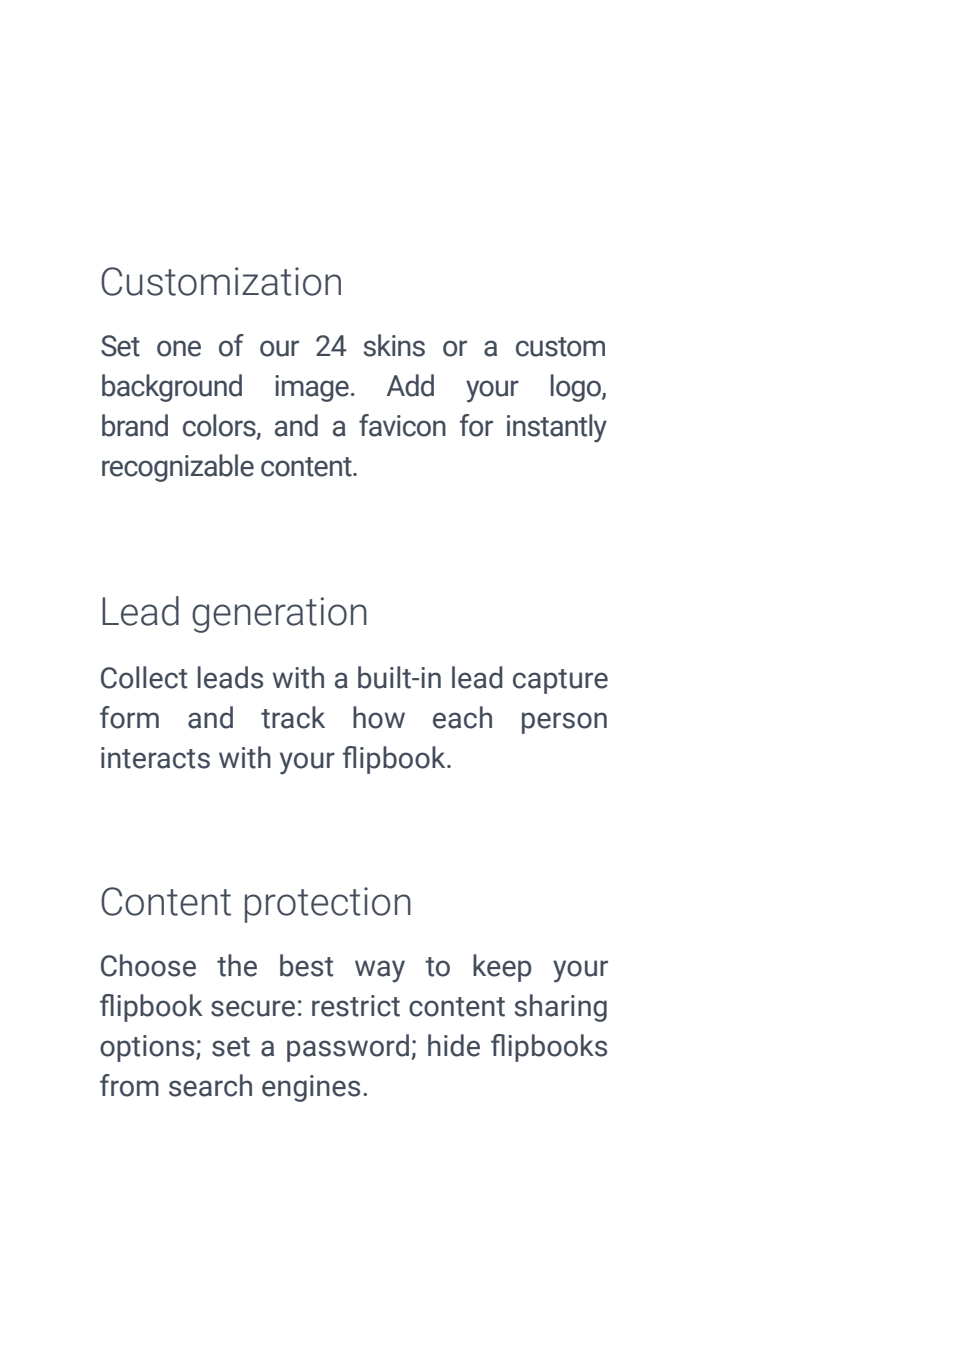 Customization
Set one of our 24 skins or a custom
background image. Add your logo,
brand colors, and a favicon for instantly
recognizable content.
Lead generation
Collect leads with a built-in lead capture
form and track how each person
interacts with your flipbook.
Content protection
Choose the best way to keep your
flipbook secure: restrict content sharing
options; set a password; hide flipbooks
from search engines.